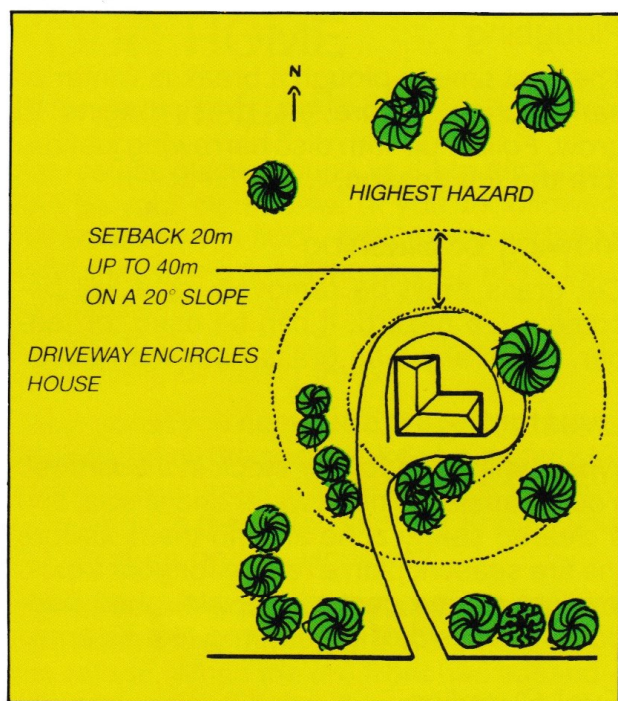 N
HIGHEST HAZARD
SETBACK 20m
UP TO 40m
ON A 20° SLOPE
DRIVEWAY ENCIRCLES
HOUSE